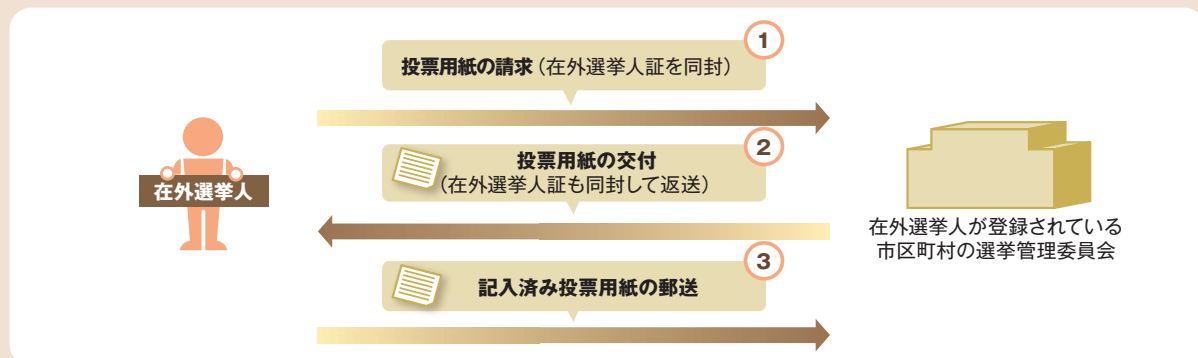 1
投票用紙の請求（在外選挙人証を同封）
2
投票用紙の交付
（在外選挙人証も同封して返送）
在外選挙人
在外選挙人が登録されている
市区町村の選挙管理委員会
3
記入済み投票用紙の郵送